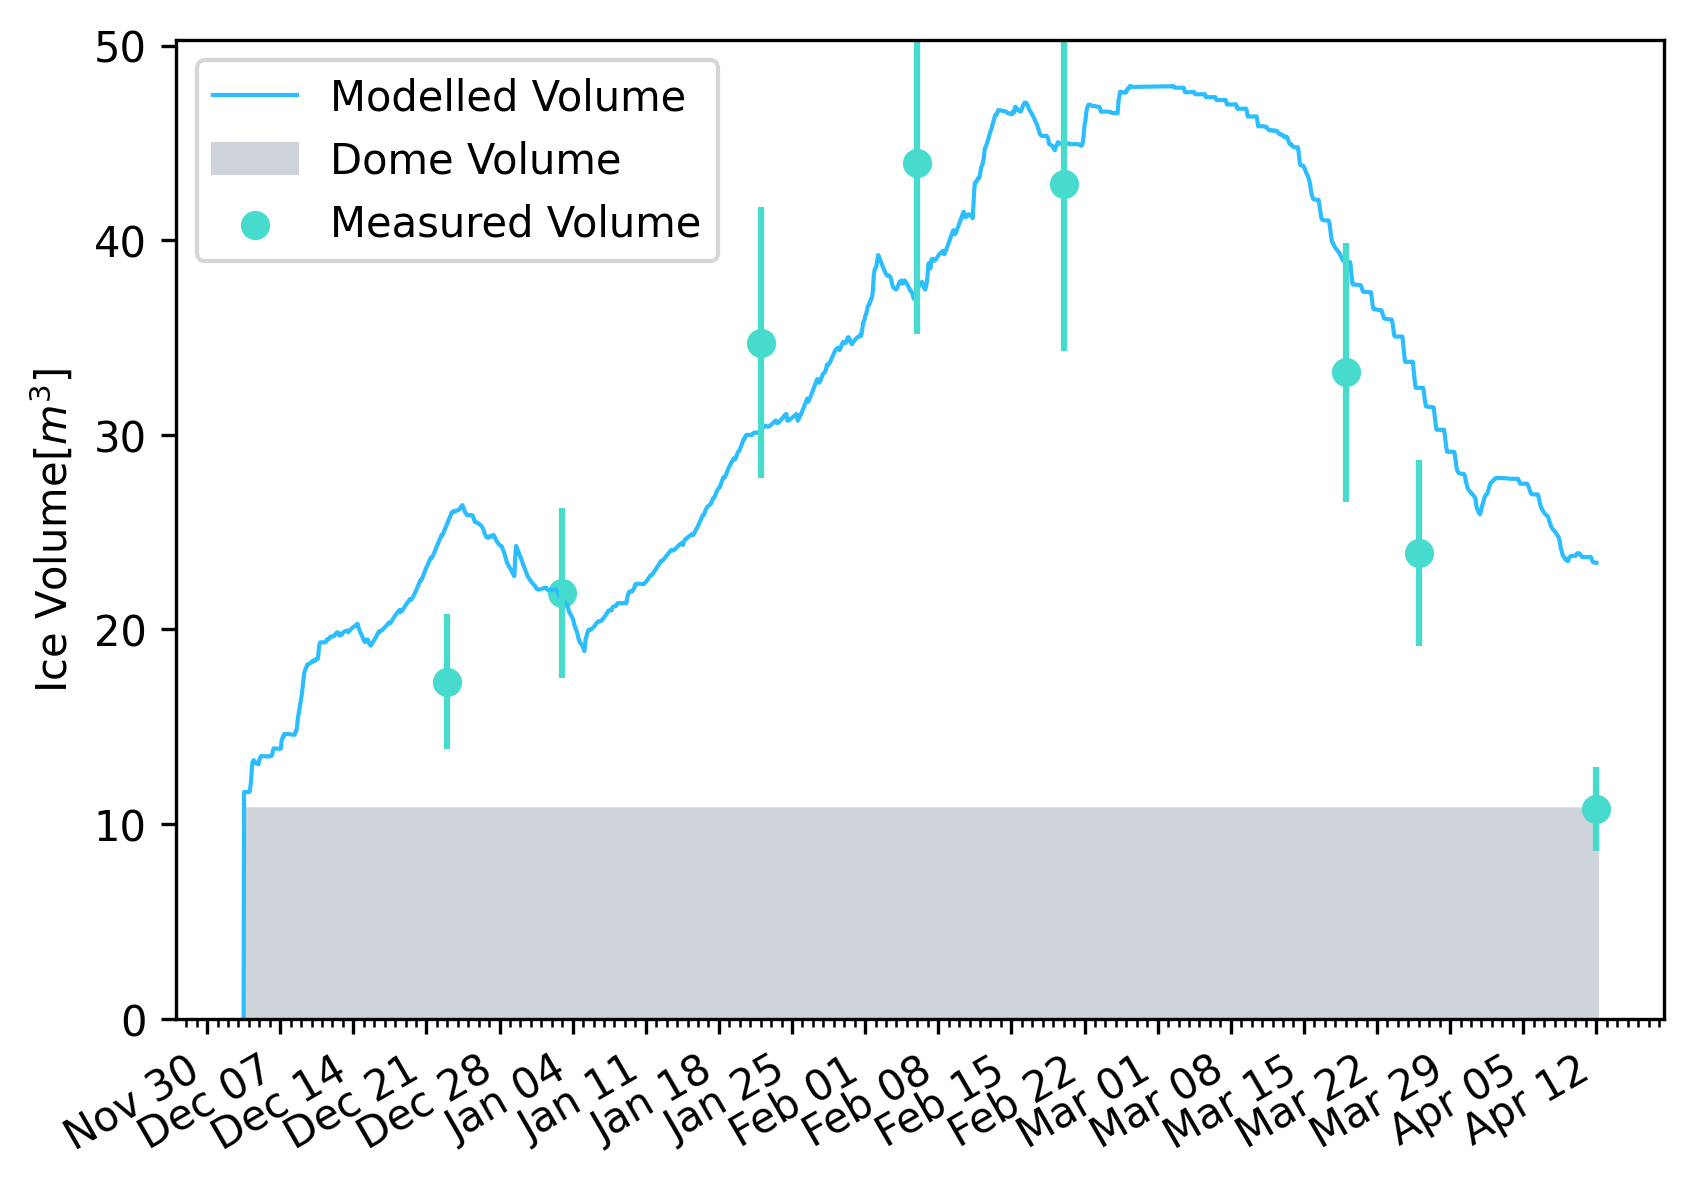 50
40
30
20
10
0
Ice Volume[m³]
Modelled Volume
Dome Volume
Measured Volume
Nov 30
Dec 07
Dec 14
Dec 21
Dec 28
Jan 04
Jan 11
Jan 18
Jan 25
Feb 01
Feb 08
Feb 15
Feb 22
Mar 01
Mar 08
Mar 15
Mar 22
Mar 29
Apr 05
Apr 12